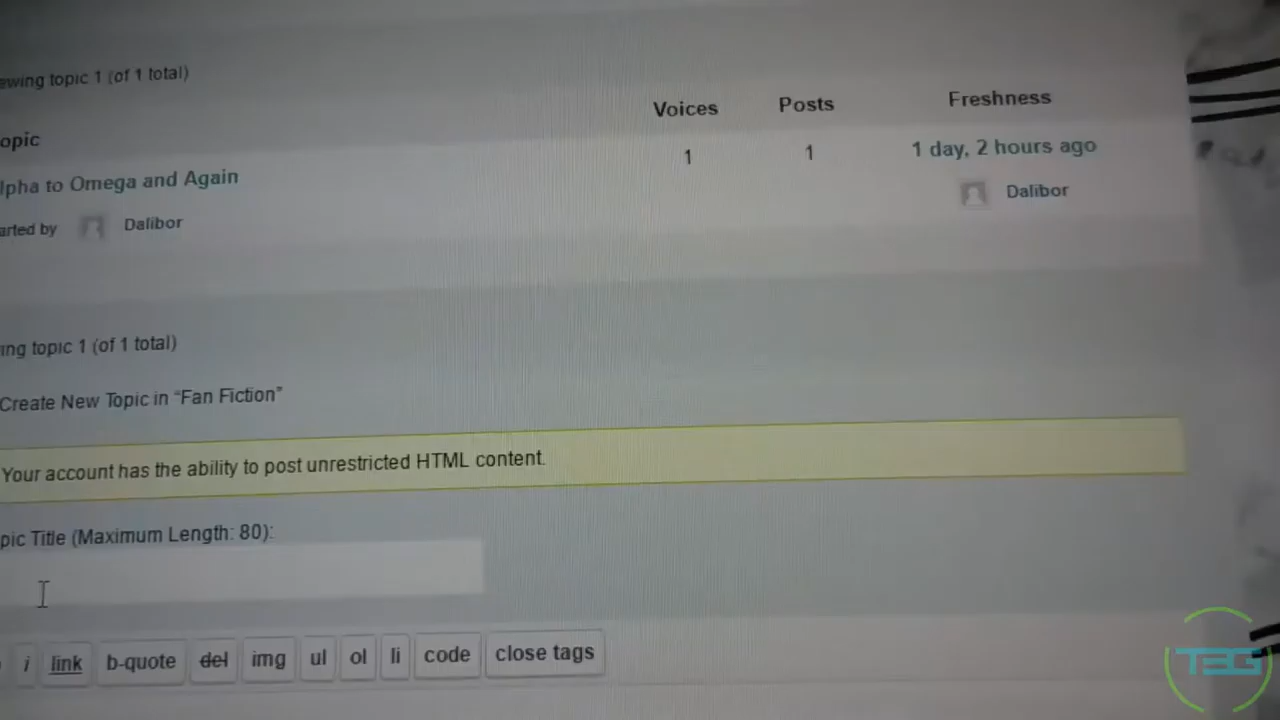 ewing topic 1 (of 1 total)
opic Voices Posts Freshness
lpha to Omega and Again 1 1 1 day, 2 hours ago
arted by Dalibor Dalibor
ing topic 1 (of 1 total)
Create New Topic in “Fan Fiction”
Your account has the ability to post unrestricted HTML content.
pic Title (Maximum Length: 80):
i link b-quote del img ul ol li code close tags
TEG